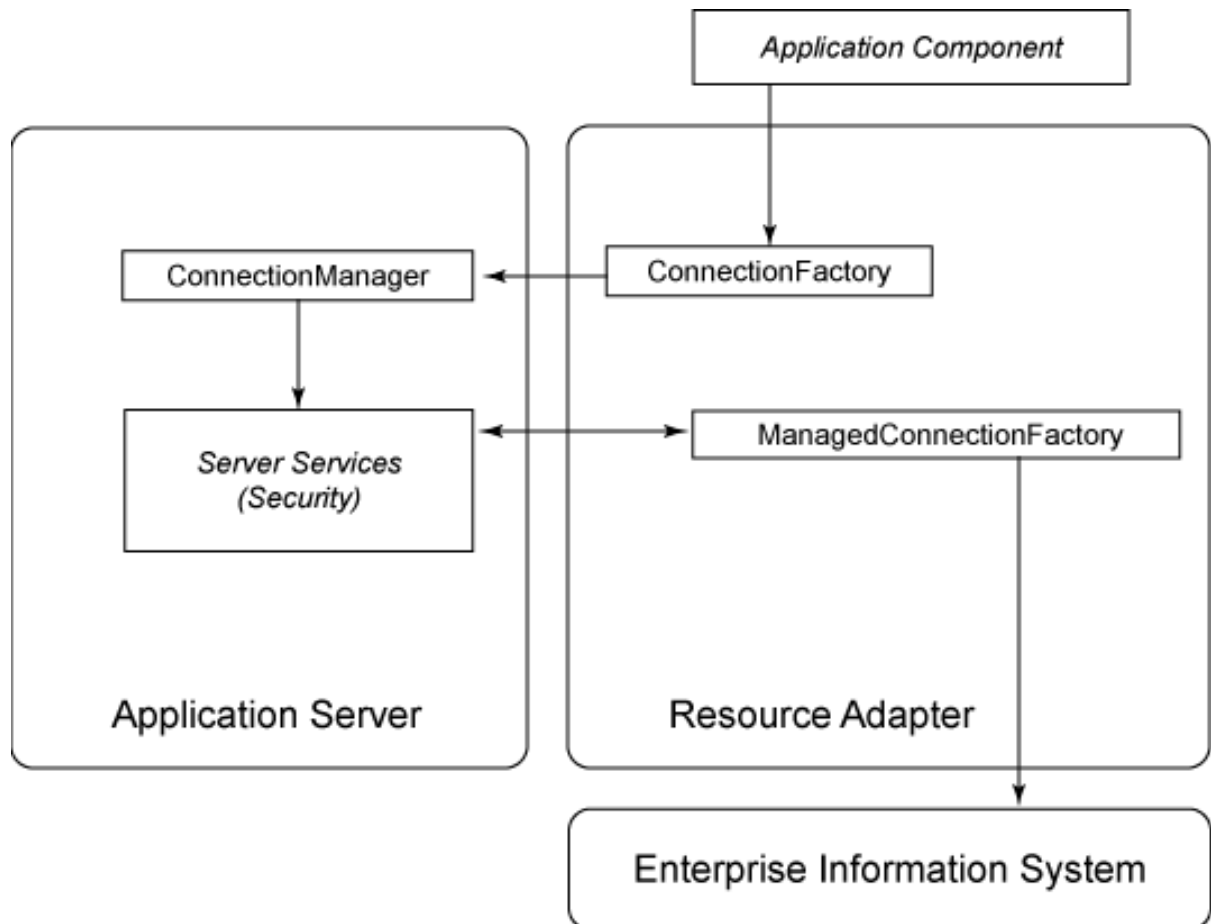 Application Component
ConnectionManager
ConnectionFactory
Server Services
(Security)
ManagedConnectionFactory
Application Server
Resource Adapter
Enterprise Information System